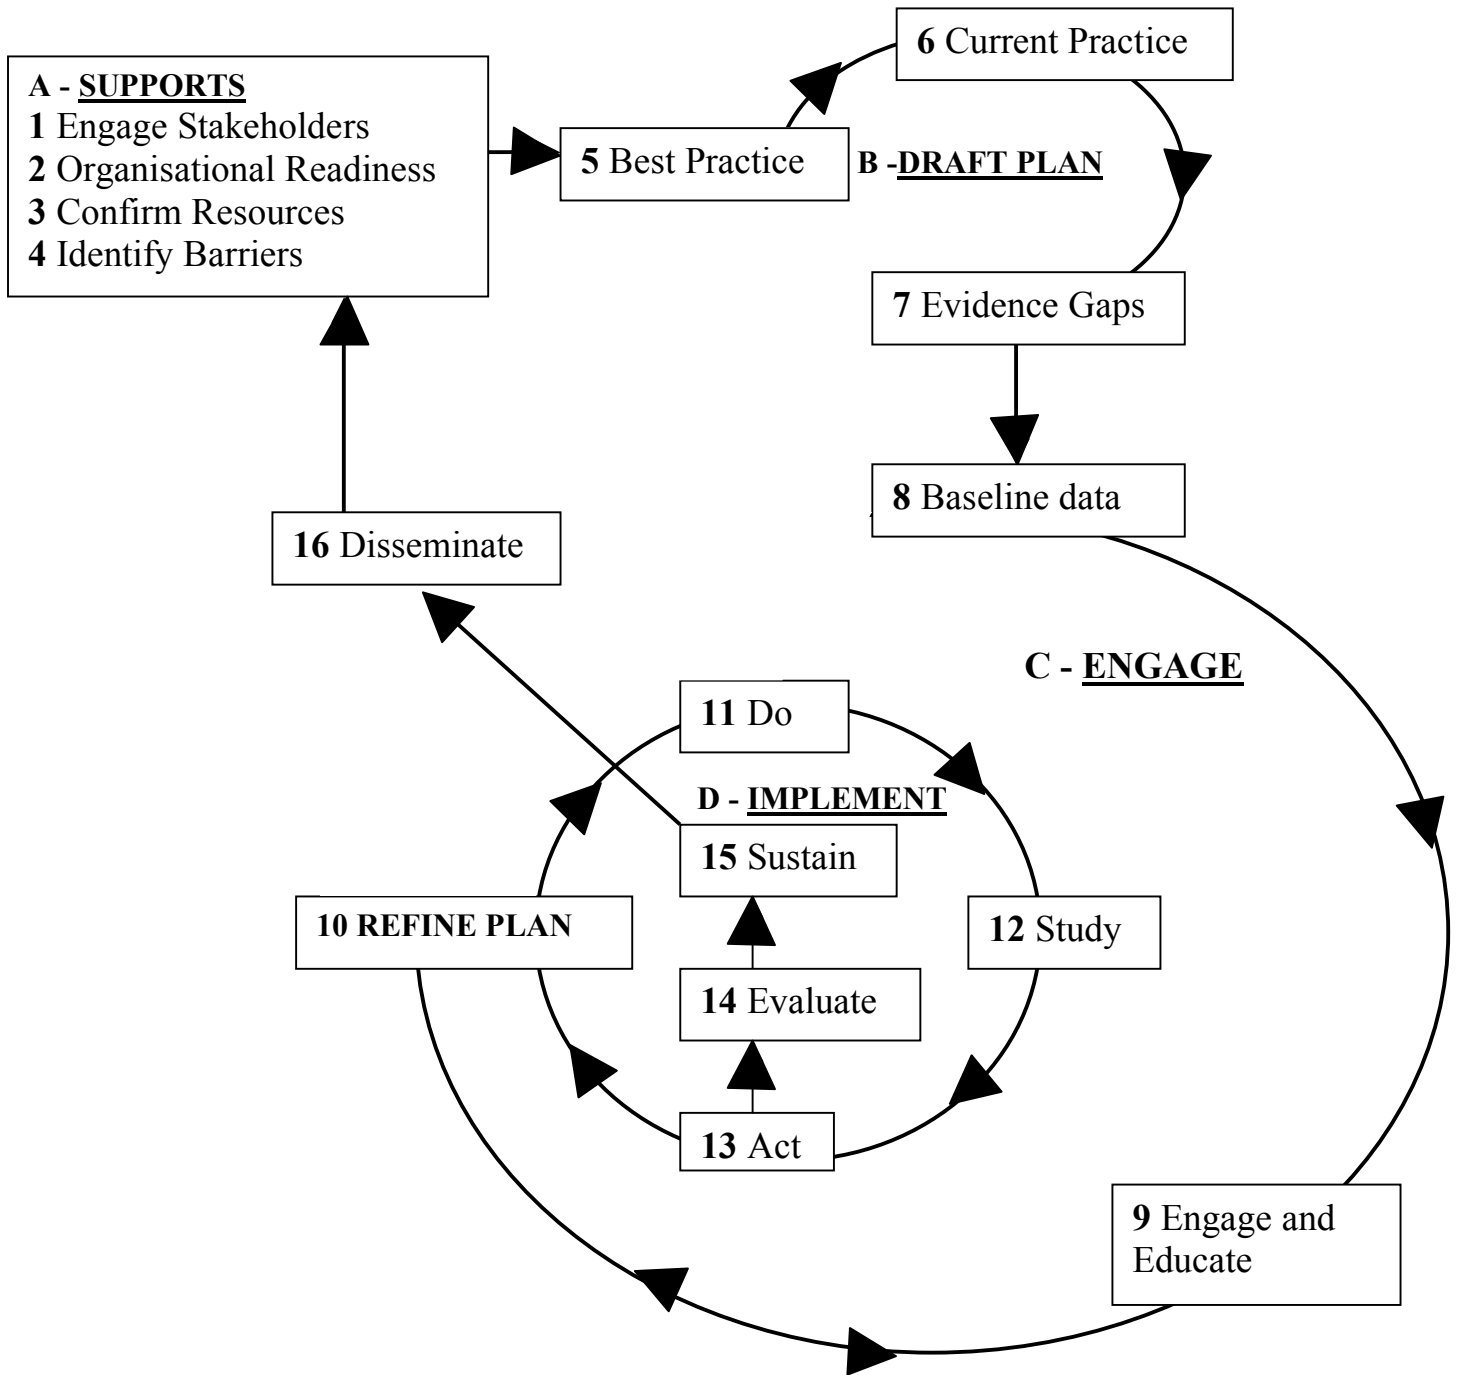 A - SUPPORTS
1 Engage Stakeholders
2 Organisational Readiness
3 Confirm Resources
4 Identify Barriers
5 Best Practice
6 Current Practice
B -DRAFT PLAN
7 Evidence Gaps
8 Baseline data
C - ENGAGE
9 Engage and
Educate
10 REFINE PLAN
11 Do
D - IMPLEMENT
12 Study
13 Act
14 Evaluate
15 Sustain
16 Disseminate